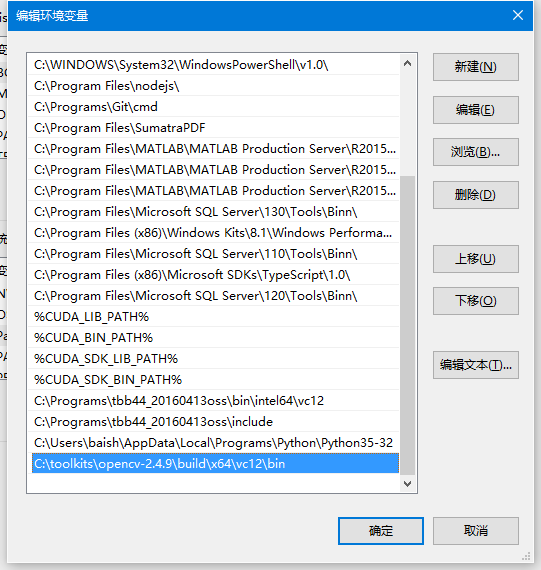 编辑环境变量
C:\WINDOWS\System32\WindowsPowerShell\v1.0\
C:\Program Files\nodejs\
C:\Programs\Git\cmd
C:\Program Files\SumatraPDF
C:\Program Files\MATLAB\MATLAB Production Server\R2015...
C:\Program Files\MATLAB\MATLAB Production Server\R2015...
C:\Program Files\MATLAB\MATLAB Production Server\R2015...
C:\Program Files\Microsoft SQL Server\130\Tools\Binn\
C:\Program Files (x86)\Windows Kits\8.1\Windows Performa...
C:\Program Files\Microsoft SQL Server\110\Tools\Binn\
C:\Program Files (x86)\Microsoft SDKs\TypeScript\1.0\
C:\Program Files\Microsoft SQL Server\120\Tools\Binn\
%CUDA_LIB_PATH%
%CUDA_BIN_PATH%
%CUDA_SDK_LIB_PATH%
%CUDA_SDK_BIN_PATH%
C:\Programs\tbb44_20160413oss\bin\intel64\vc12
C:\Programs\tbb44_20160413oss\include
C:\Users\baish\AppData\Local\Programs\Python\Python35-32
C:\toolkits\opencv-2.4.9\build\x64\vc12\bin
新建(N)
编辑(E)
浏览(B)...
删除(D)
上移(U)
下移(O)
编辑文本(T)...
确定
取消